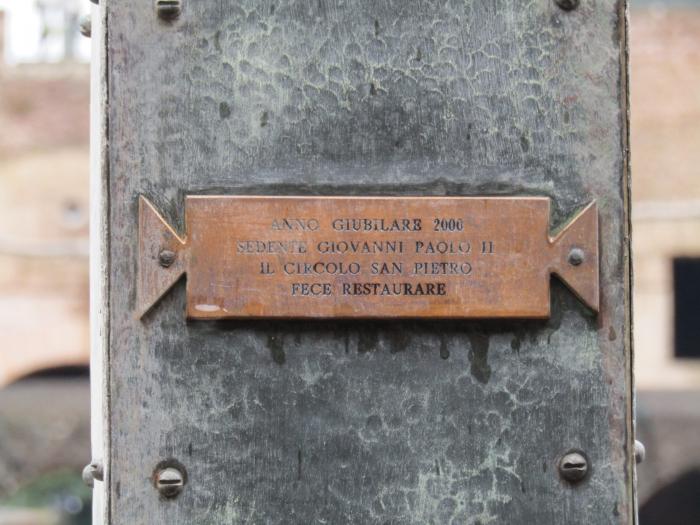 ANNO GIUBILARE 2000
SEDENTE GIOVANNI PAOLO II
IL CIRCOLO SAN PIETRO
FECE RESTAURARE